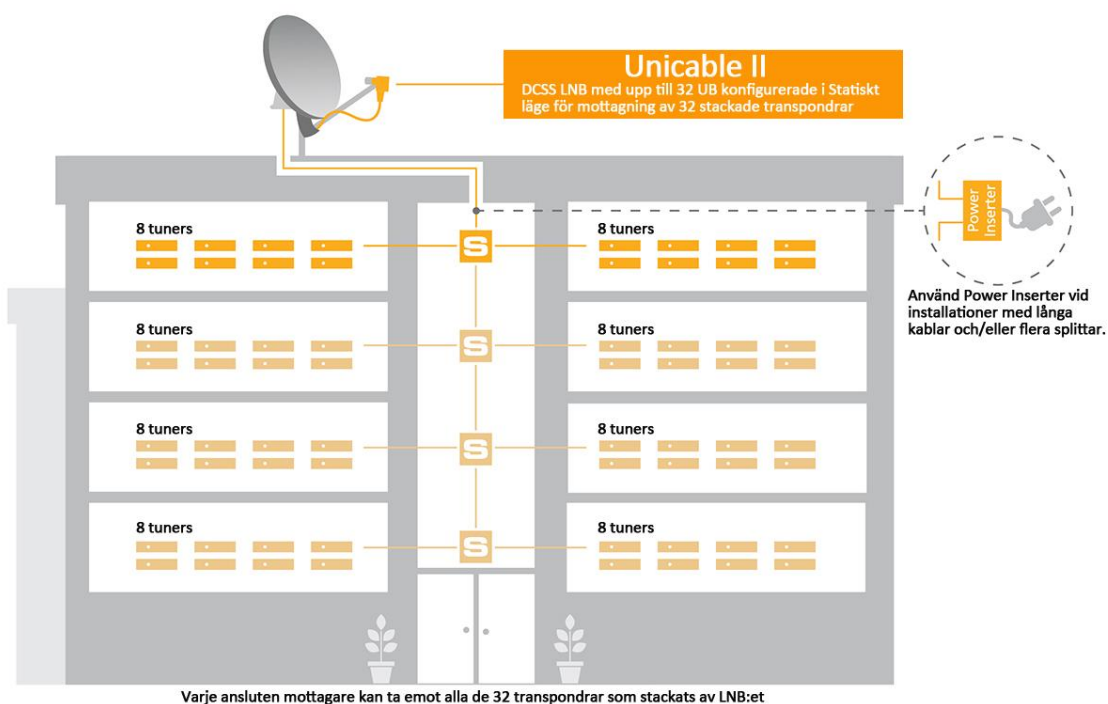 Unicable II
DCSS LNB med upp till 32 UB konfigurerade i Statiskt
läge för mottagning av 32 stackade transpondrar
Power
Inserter
Använd Power Inserter vid
installationer med långa
kablar och/eller flera splittar.
8 tuners
S
8 tuners
8 tuners
S
8 tuners
8 tuners
S
8 tuners
8 tuners
S
8 tuners
Varje ansluten mottagare kan ta emot alla de 32 transpondrar som stackats av LNB:et